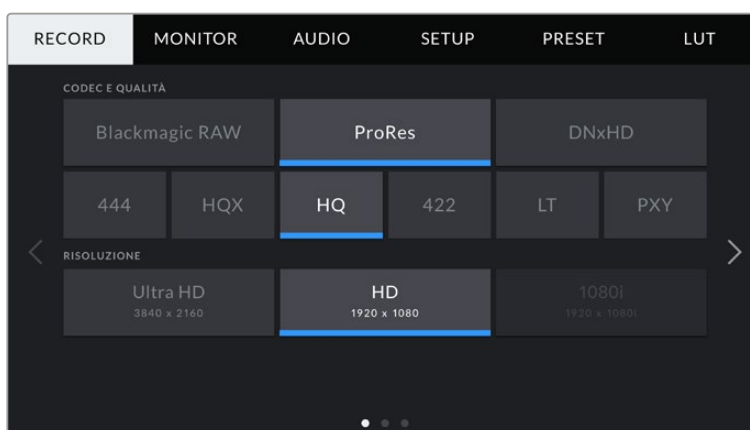 RECORD MONITOR AUDIO SETUP PRESET LUT
CODEC E QUALITÀ
Blackmagic RAW ProRes DNxHD
444 HQX HQ 422 LT PXY
RISOLUZIONE
Ultra HD HD 1080i
3840 x 2160 1920 x 1080 1920 x 1080i